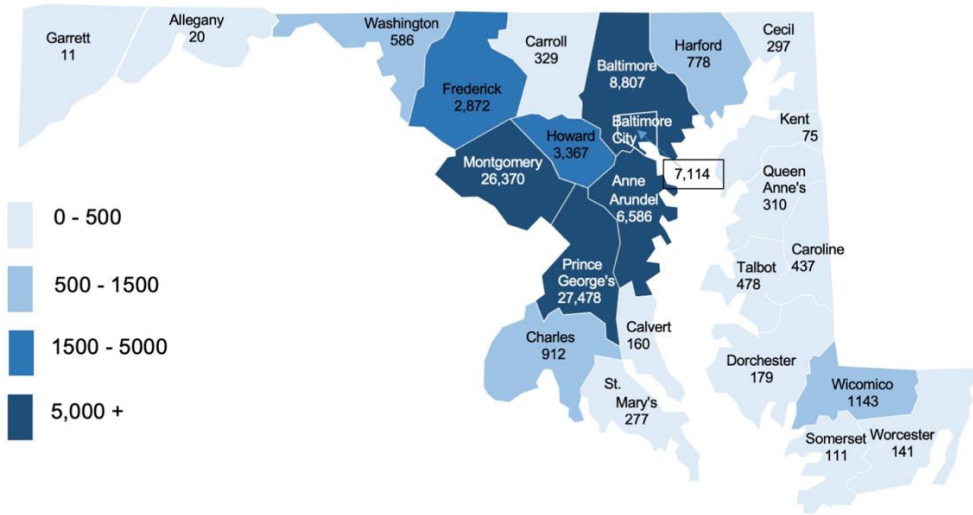 Garrett
11
Allegany
20
Washington
586
Frederick
2,872
Carroll
329
Baltimore
8,807
Harford
778
Cecil
297
Baltimore
City
7,114
Kent
75
Howard
3,367
Montgomery
26,370
Anne
Arundel
6,586
Queen
Anne's
310
Caroline
437
Talbot
478
Prince
George's
27,478
Charles
912
Calvert
160
St.
Mary's
277
Dorchester
179
Wicomico
1143
Somerset
111
Worcester
141
0 - 500
500 - 1500
1500 - 5000
5,000 +